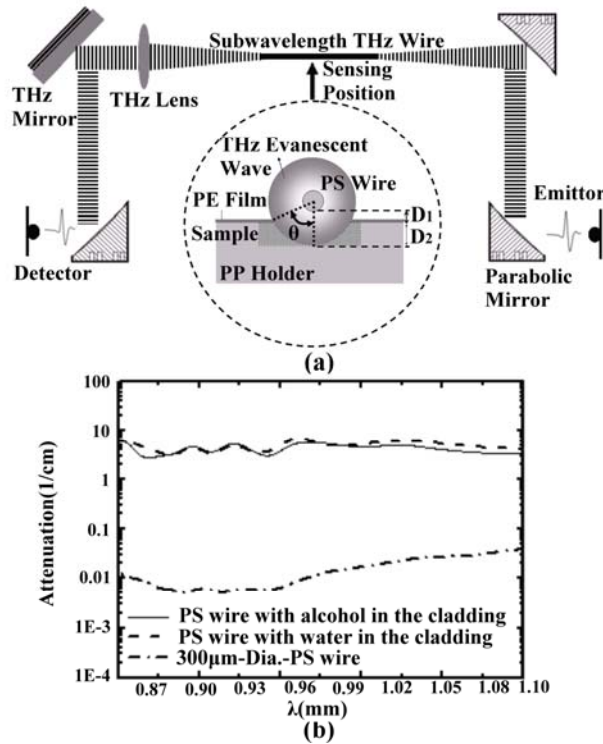 Subwavelength THz Wire
THz Mirror
THz Lens
Sensing Position
THz Evanescent Wave
PS Wire
PE Film
Sample
θ
D1
D2
PP Holder
Detector
Emittor
Parabolic Mirror
(a)
100
10
1
0.1
0.01
1E-3
1E-4
Attenuation(1/cm)
PS wire with alcohol in the cladding
PS wire with water in the cladding
300μm-Dia.-PS wire
0.87 0.90 0.93 0.96 0.99 1.02 1.05 1.08 1.10
λ(mm)
(b)